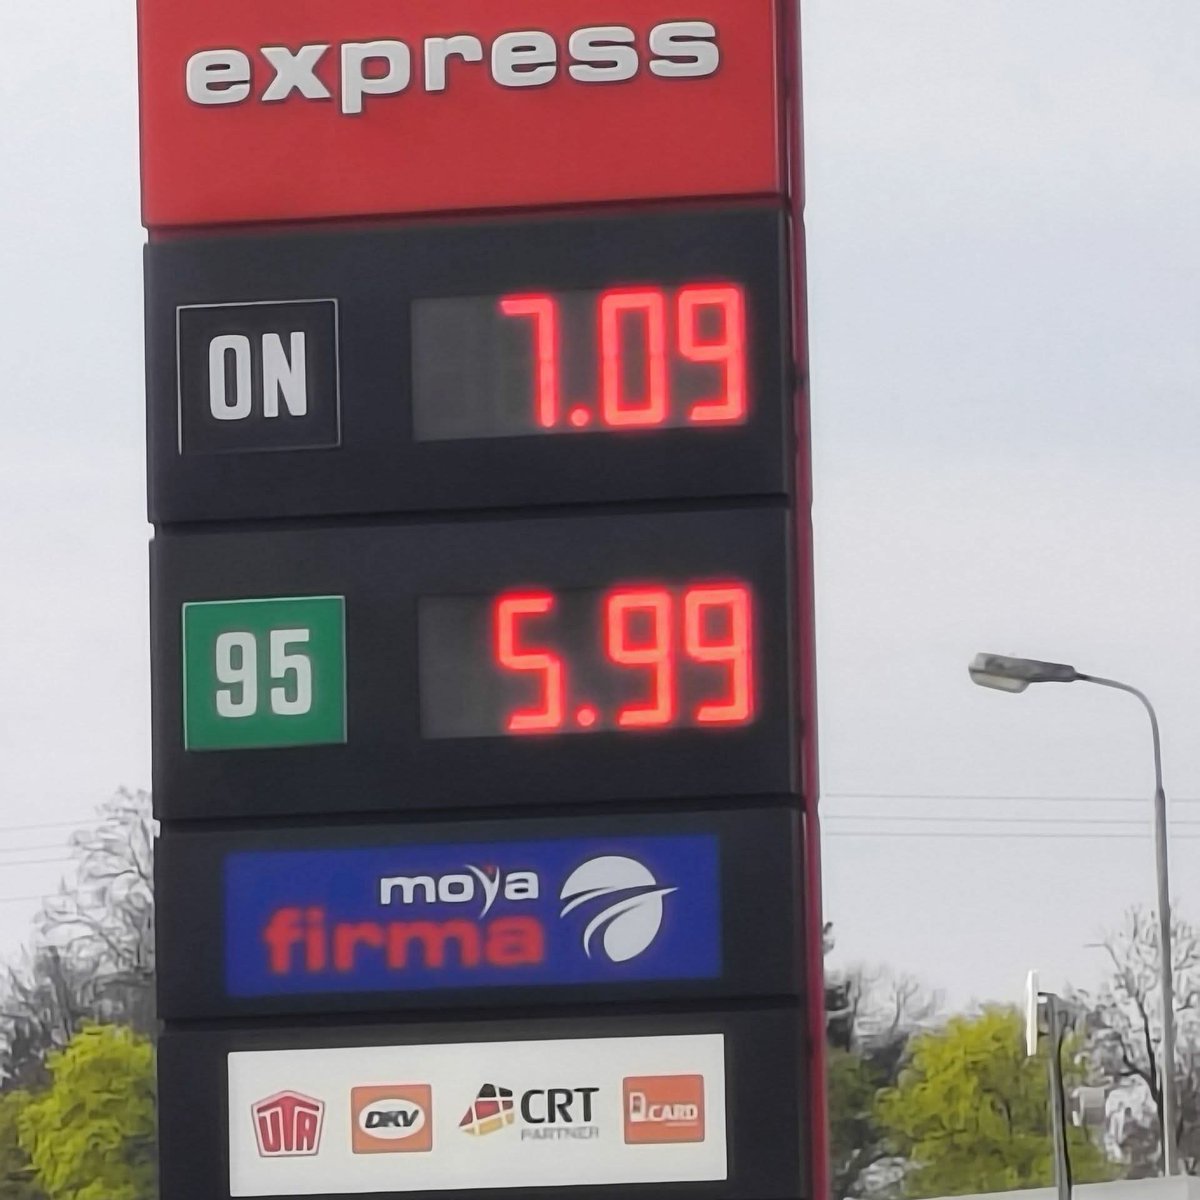 express
ON 7.09
95 5.99
moya
firma
UTA DKV CRT CARD
PARTNER